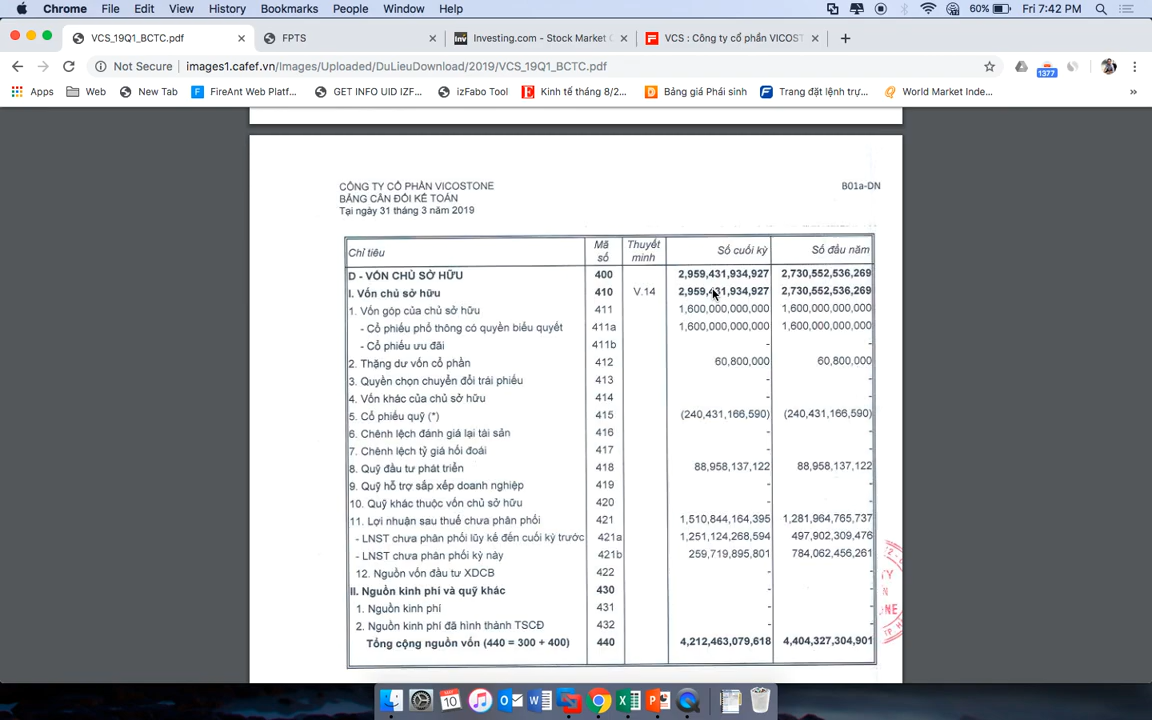 Chrome File Edit View History Bookmarks People Window Help 60% Fri 7:42 PM
VCS_19Q1_BCTC.pdf FPTS Investing.com - Stock Market VCS : Công ty cổ phần VICOST
Not Secure images1.cafef.vn/Images/Uploaded/DuLieuDownload/2019/VCS_19Q1_BCTC.pdf 1377
Apps Web New Tab FireAnt Web Platf... GET INFO UID IZF... izFabo Tool Kinh tế tháng 8/2... Bảng giá Phái sinh Trang đặt lệnh trự... World Market Inde... »
CÔNG TY CỔ PHẦN VICOSTONE B01a-DN
BẢNG CÂN ĐỐI KẾ TOÁN
Tại ngày 31 tháng 3 năm 2019
Chỉ tiêu Mã số Thuyết minh Số cuối kỳ Số đầu năm
D - VỐN CHỦ SỞ HỮU 400 2,959,431,934,927 2,730,552,536,269
I. Vốn chủ sở hữu 410 V.14 2,959,431,934,927 2,730,552,536,269
1. Vốn góp của chủ sở hữu 411 1,600,000,000,000 1,600,000,000,000
- Cổ phiếu phổ thông có quyền biểu quyết 411a 1,600,000,000,000 1,600,000,000,000
- Cổ phiếu ưu đãi 411b - -
2. Thặng dư vốn cổ phần 412 60,800,000 60,800,000
3. Quyền chọn chuyển đổi trái phiếu 413 - -
4. Vốn khác của chủ sở hữu 414 - -
5. Cổ phiếu quỹ (*) 415 (240,431,166,590) (240,431,166,590)
6. Chênh lệch đánh giá lại tài sản 416 - -
7. Chênh lệch tỷ giá hối đoái 417 - -
8. Quỹ đầu tư phát triển 418 88,958,137,122 88,958,137,122
9. Quỹ hỗ trợ sắp xếp doanh nghiệp 419 - -
10. Quỹ khác thuộc vốn chủ sở hữu 420 - -
11. Lợi nhuận sau thuế chưa phân phối 421 1,510,844,164,395 1,281,964,765,737
- LNST chưa phân phối lũy kế đến cuối kỳ trước 421a 1,251,124,268,594 497,902,309,476
- LNST chưa phân phối kỳ này 421b 259,719,895,801 784,062,456,261
12. Nguồn vốn đầu tư XDCB 422 - -
II. Nguồn kinh phí và quỹ khác 430 - -
1. Nguồn kinh phí 431 - -
2. Nguồn kinh phí đã hình thành TSCĐ 432 - -
Tổng cộng nguồn vốn (440 = 300 + 400) 440 4,212,463,079,618 4,404,327,304,901
MAY
10